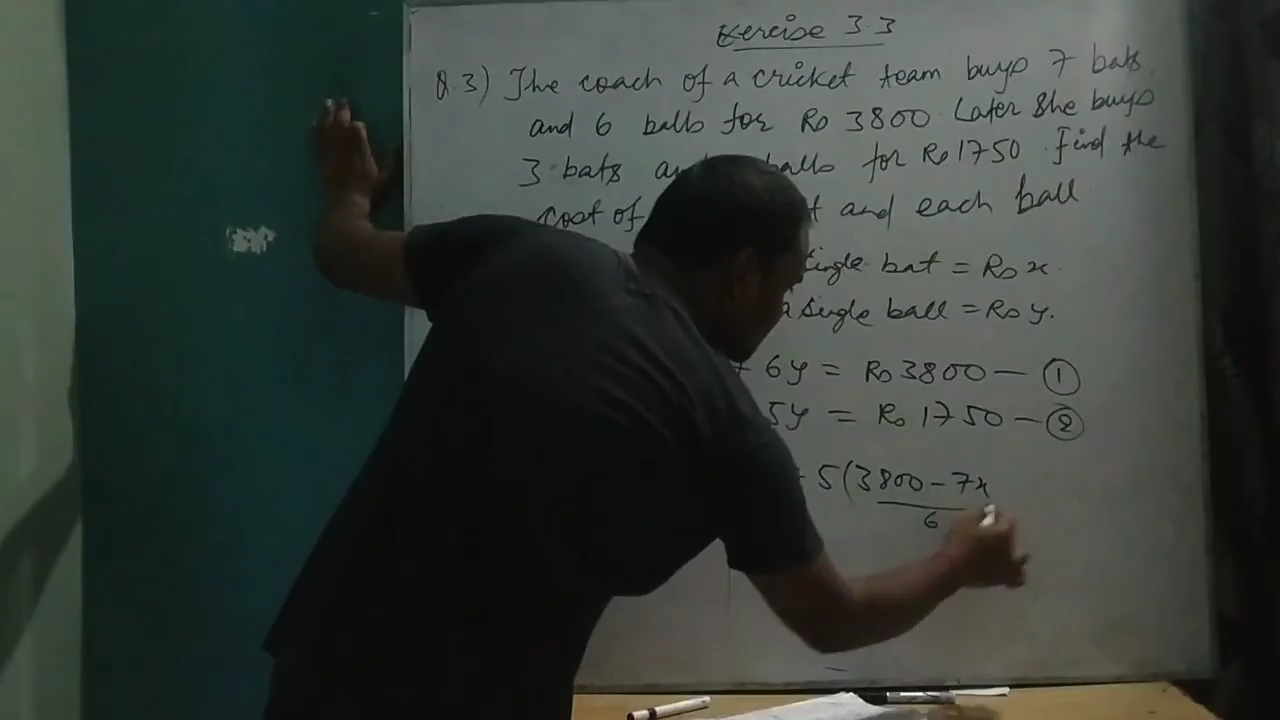 Exercise 3.3
Q.3) The coach of a cricket team buys 7 bats
and 6 balls for Rs 3800. Later She buys
3 bats balls for Rs 1750. Find the
cost of and each ball
Single bat = Rs x.
a single ball = Rs y.
+ 6y = Rs 3800 — ①
5y = Rs 1750 — ②
+ 5(3800 - 7x
6